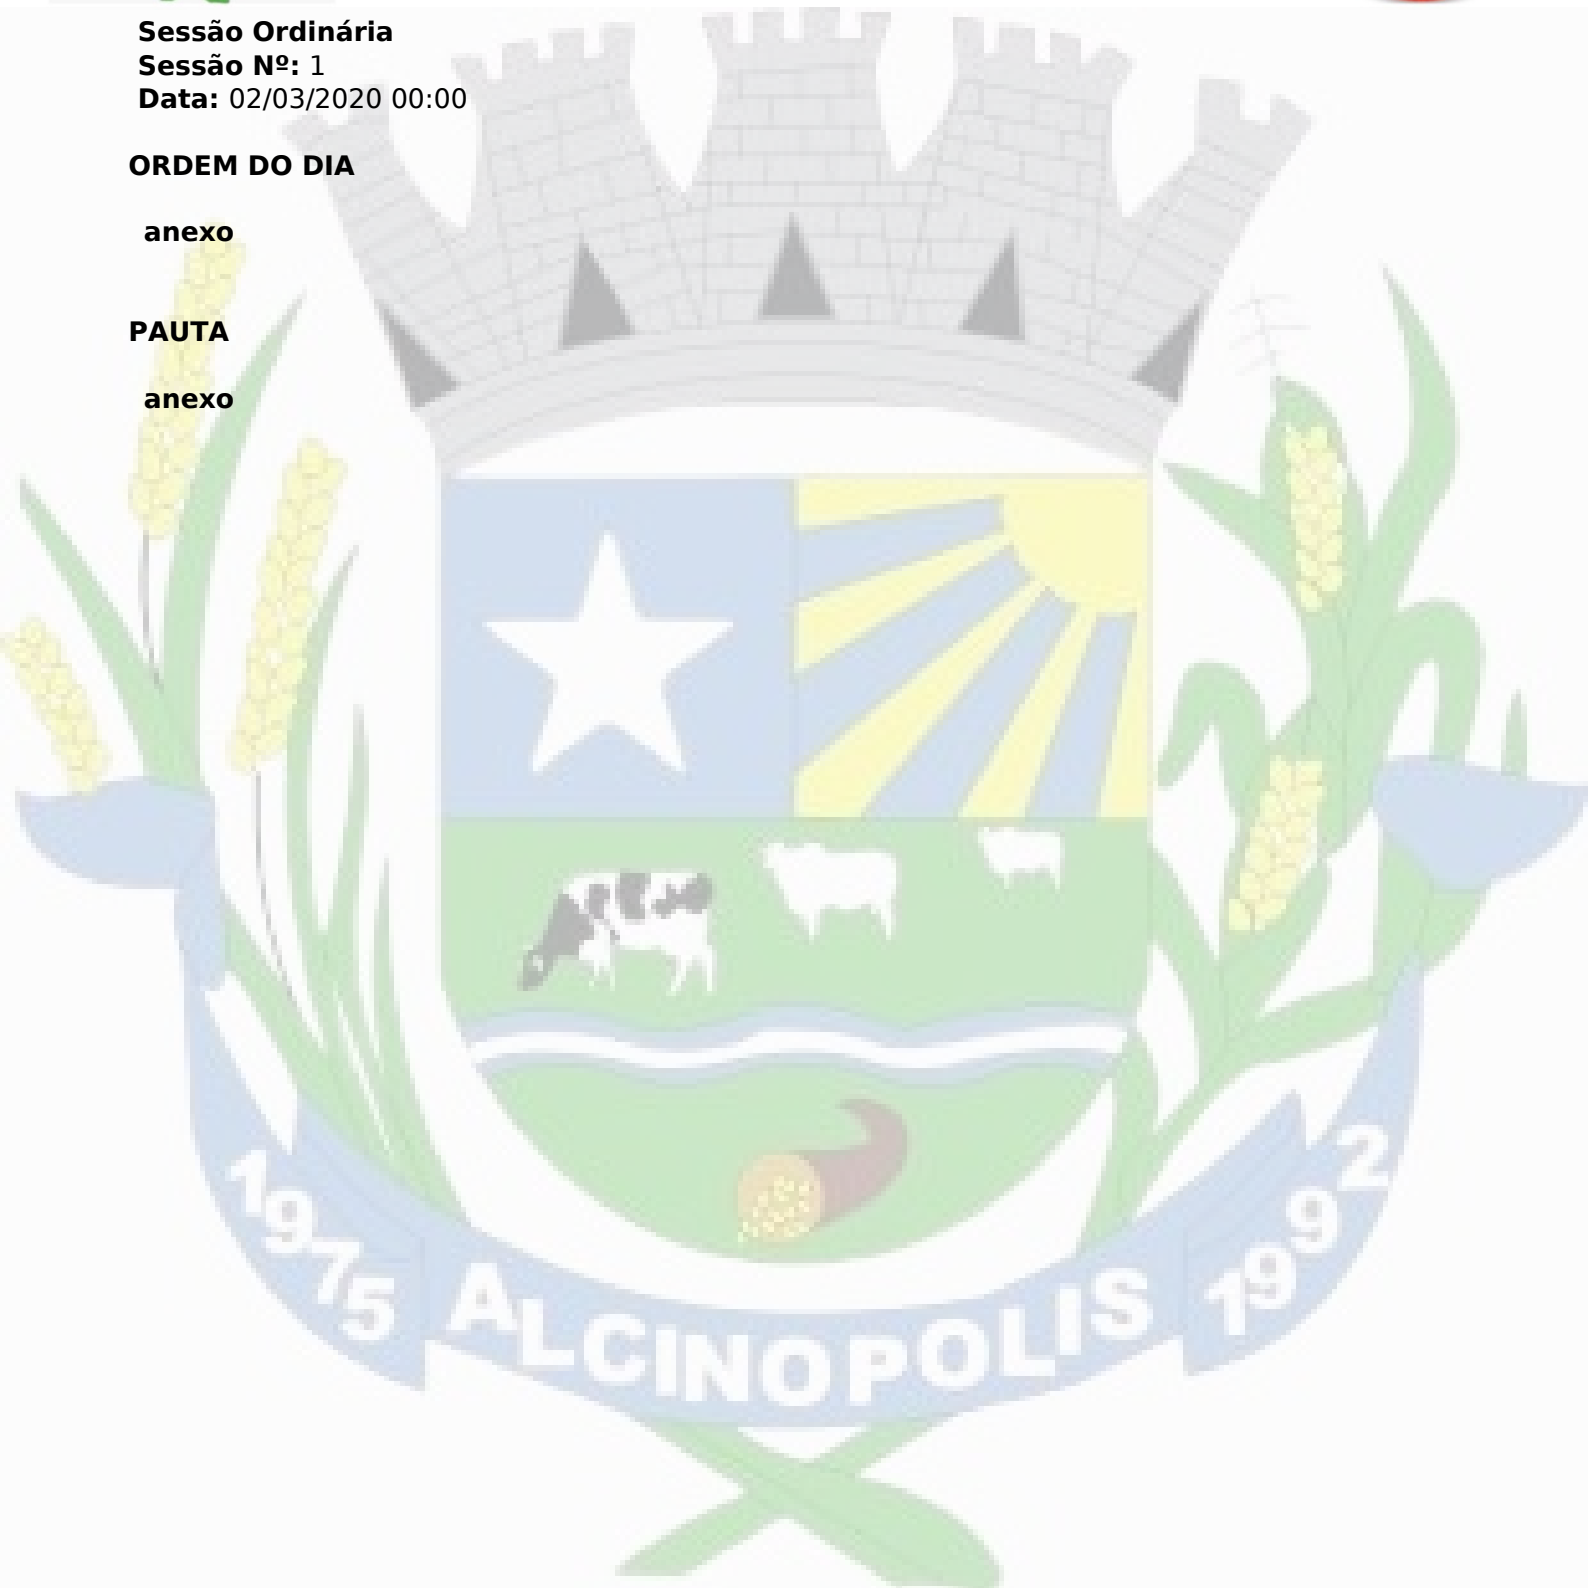 Sessão Ordinária
Sessão Nº: 1
Data: 02/03/2020 00:00
ORDEM DO DIA
anexo
PAUTA
anexo
1975 ALCINOPOLIS 1992